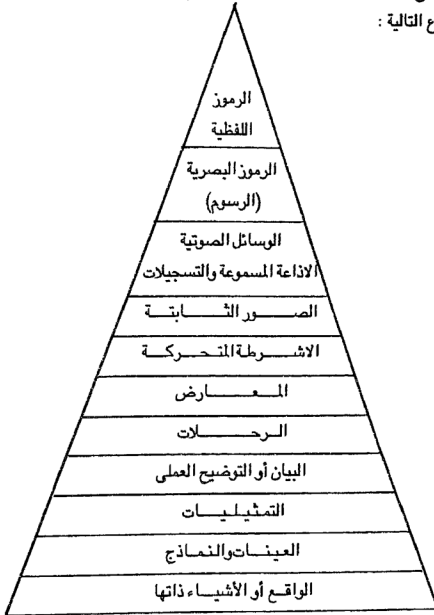 ع التالية :
الرموز
اللفظية
الرموز البصرية
(الرسوم)
الوسائل الصوتية
الاذاعة المسموعة والتسجيلات
الصور الثابتة
الاشرطة المتحركة
المعارض
الرحلات
البيان أو التوضيح العملى
التمثيليات
العينات والنماذج
الواقع أو الأشياء ذاتها